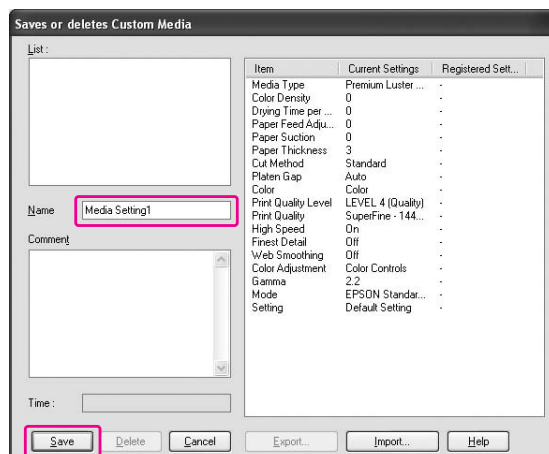 Saves or deletes Custom Media
List :
Name Media Setting1
Comment
Time :
Item Current Settings Registered Sett...
Media Type Premium Luster ... -
Color Density 0 -
Drying Time per ... 0 -
Paper Feed Adju... 0 -
Paper Suction 0 -
Paper Thickness 3 -
Cut Method Standard -
Platen Gap Auto -
Color Color -
Print Quality Level LEVEL 4 (Quality) -
Print Quality SuperFine - 144... -
High Speed On -
Finest Detail Off -
Web Smoothing Off -
Color Adjustment Color Controls -
Gamma 2.2 -
Mode EPSON Standar... -
Setting Default Setting -
Save Delete Cancel Export... Import... Help